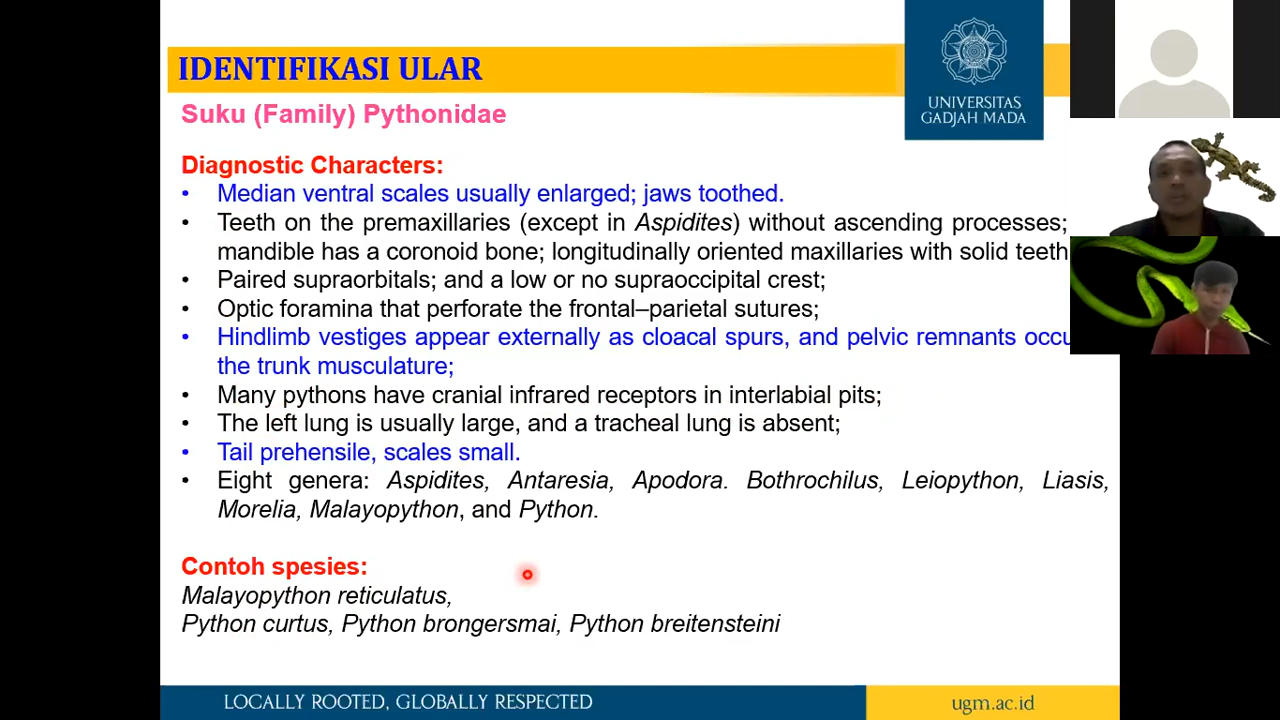 IDENTIFIKASI ULAR
UNIVERSITAS
GADJAH MADA
Suku (Family) Pythonidae
Diagnostic Characters:
• Median ventral scales usually enlarged; jaws toothed.
• Teeth on the premaxillaries (except in Aspidites) without ascending processes;
mandible has a coronoid bone; longitudinally oriented maxillaries with solid teeth
• Paired supraorbitals; and a low or no supraoccipital crest;
• Optic foramina that perforate the frontal–parietal sutures;
• Hindlimb vestiges appear externally as cloacal spurs, and pelvic remnants occu
the trunk musculature;
• Many pythons have cranial infrared receptors in interlabial pits;
• The left lung is usually large, and a tracheal lung is absent;
• Tail prehensile, scales small.
• Eight genera: Aspidites, Antaresia, Apodora. Bothrochilus, Leiopython, Liasis,
Morelia, Malayopython, and Python.
Contoh spesies:
Malayopython reticulatus,
Python curtus, Python brongersmai, Python breitensteini
LOCALLY ROOTED, GLOBALLY RESPECTED
ugm.ac.id